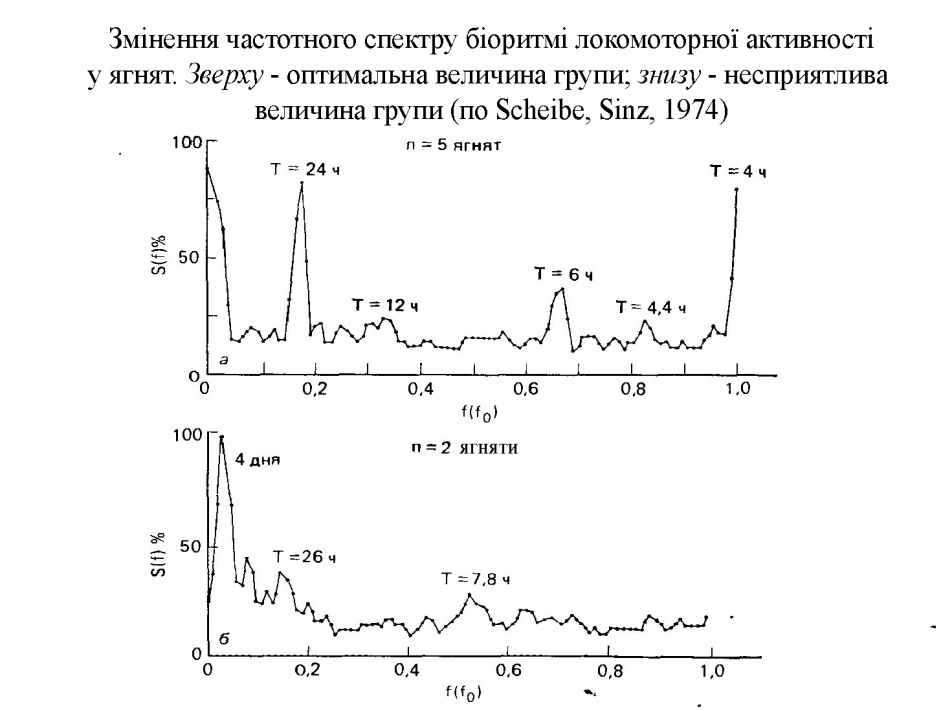 Змінення частотного спектру біоритмі локомоторної активності
у ягнят. Зверху - оптимальна величина групи; знизу - несприятлива
величина групи (по Scheibe, Sinz, 1974)
n = 5 ягнят
100
50
0
S(f)%
T = 24 ч
T = 12 ч
T = 6 ч
T = 4,4 ч
T = 4 ч
а
0 0,2 0,4 0,6 0,8 1,0
f(f₀)
n = 2 ягняти
100
50
0
S(f) %
4 дня
T = 26 ч
T = 7,8 ч
б
0 0,2 0,4 0,6 0,8 1,0
f(f₀)